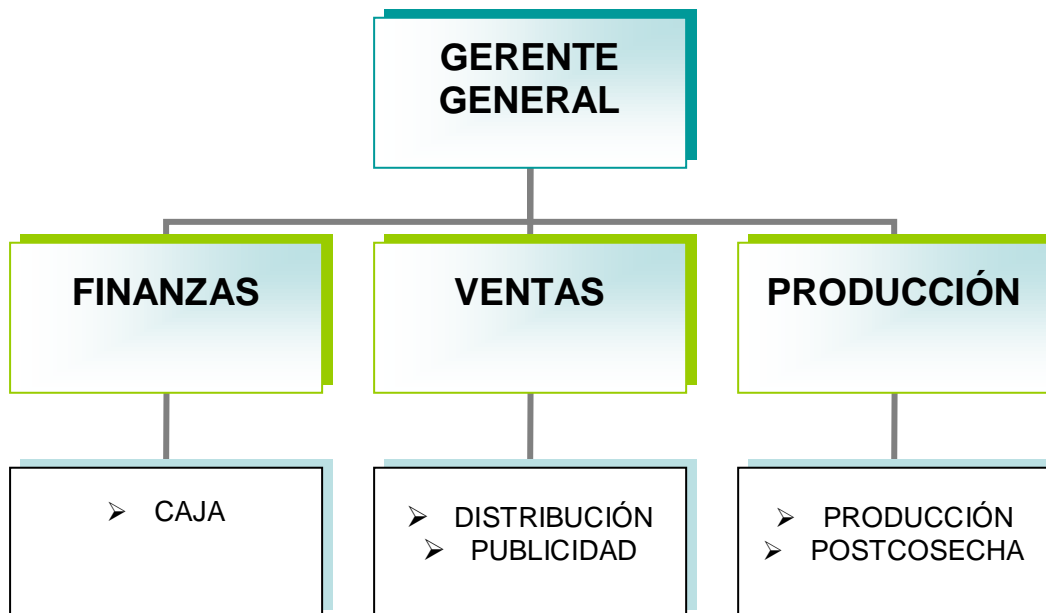 GERENTE
GENERAL
FINANZAS
VENTAS
PRODUCCIÓN
➢ CAJA
➢ DISTRIBUCIÓN
➢ PUBLICIDAD
➢ PRODUCCIÓN
➢ POSTCOSECHA